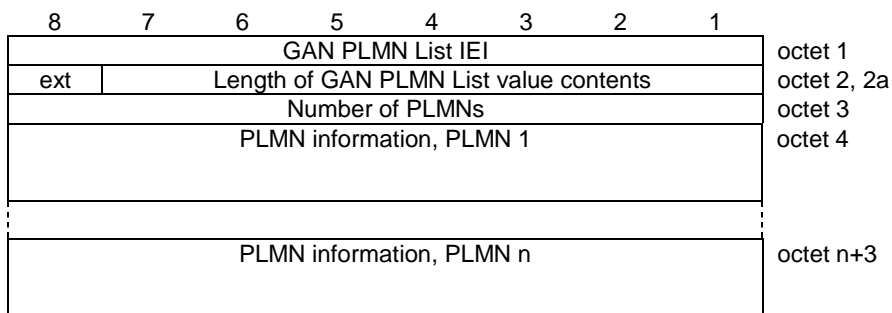 8 7 6 5 4 3 2 1
GAN PLMN List IEI octet 1
ext Length of GAN PLMN List value contents octet 2, 2a
Number of PLMNs octet 3
PLMN information, PLMN 1 octet 4
PLMN information, PLMN n octet n+3